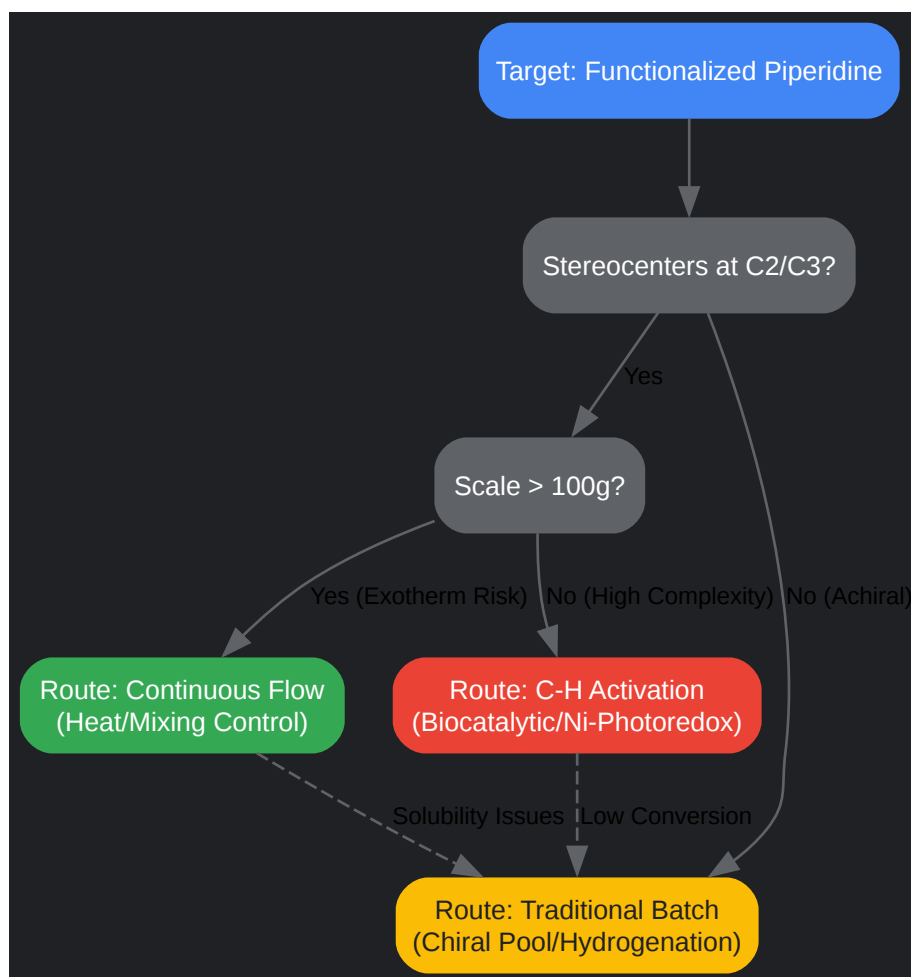 Target: Functionalized Piperidine
Stereocenters at C2/C3?
Yes
Scale > 100g?
Yes (Exotherm Risk)
No (High Complexity)
No (Achiral)
Route: Continuous Flow
(Heat/Mixing Control)
Route: C-H Activation
(Biocatalytic/Ni-Photoredox)
Solubility Issues
Low Conversion
Route: Traditional Batch
(Chiral Pool/Hydrogenation)